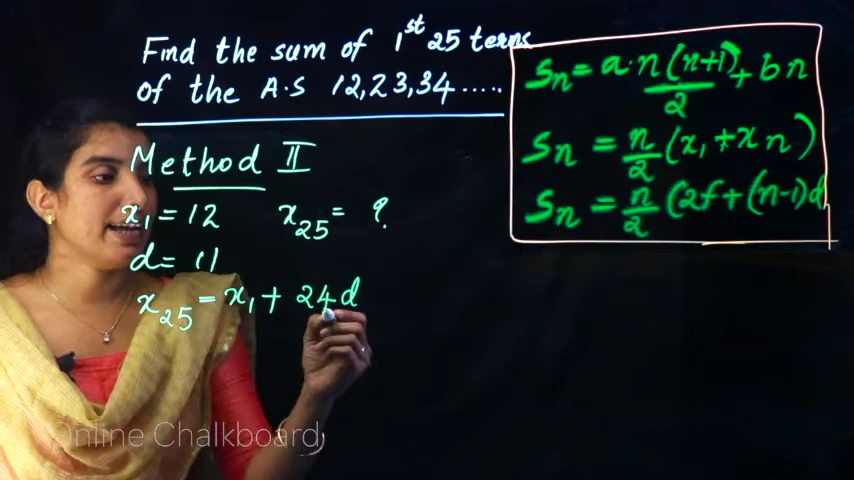 Find the sum of 1st 25 terms
of the A.S 12,23,34.....
Method II
x₁ = 12 x₂₅ = ?
d = 11
x₂₅ = x₁ + 24d
Sn = a·n(n+1)/2 + bn
Sn = n/2 (x₁ + xn)
Sn = n/2 (2f + (n-1)d
Online Chalkboard